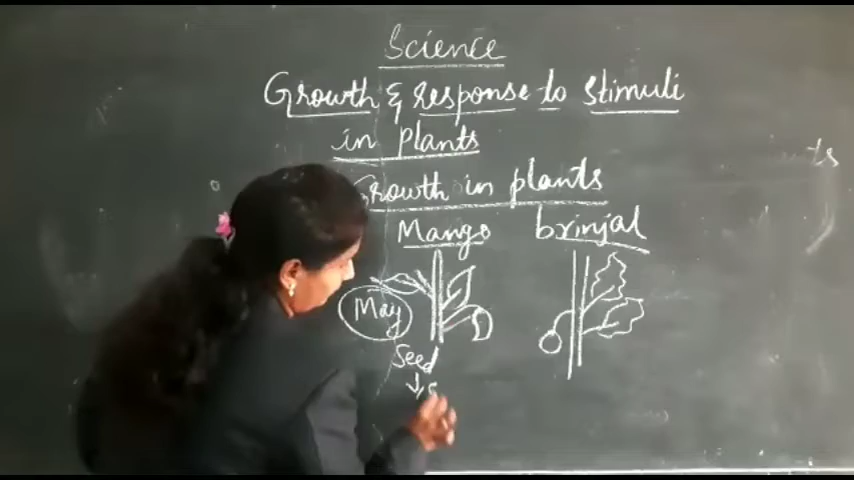 Science
Growth & response to stimuli
in plants
Growth in plants
Mango brinjal
May
Seed